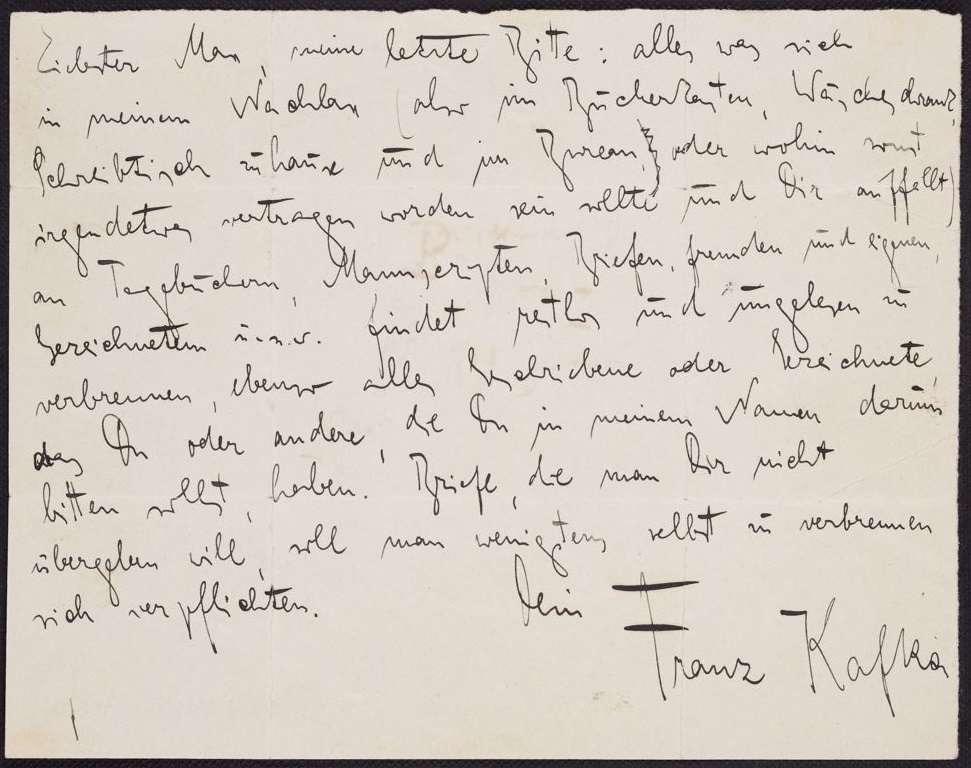 Liebster Max, meine letzte Bitte: alles was sich
in meinem Nachlass (also im Bücherkasten, Wäscheschrank,
Schreibtisch zuhause und im Bureau, oder wohin sonst
irgendetwas vertragen worden sein sollte und Dir auffällt)
an Tagebüchern, Manuscripten, Briefen, fremden und eigenen,
Gezeichnetem u.s.w. findet restlos und ungelesen zu
verbrennen, ebenso alles Geschriebene oder Gezeichnete,
das Du oder andere, die Du in meinem Namen darum
bitten sollst, haben. Briefe, die man Dir nicht
übergeben will, soll man wenigstens selbst zu verbrennen
sich verpflichten.
Dein Franz Kafka